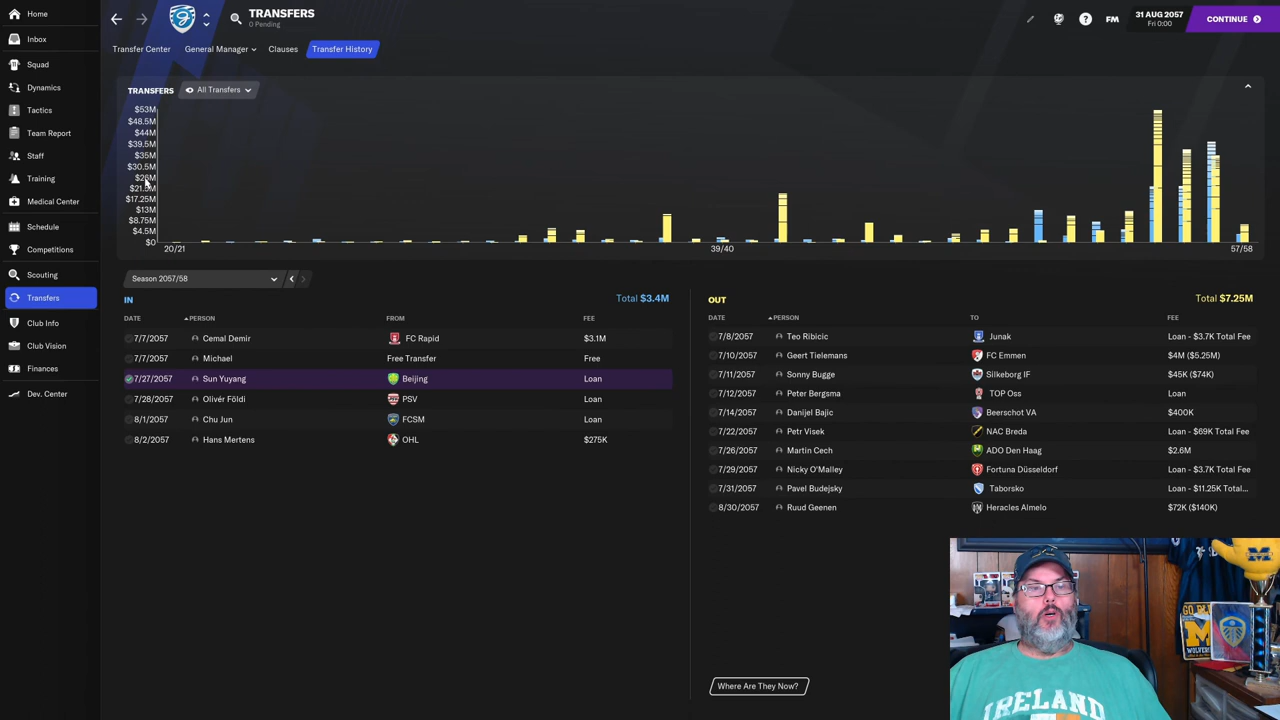 Home
Inbox
Squad
Dynamics
Tactics
Team Report
Staff
Training
Medical Center
Schedule
Competitions
Scouting
Transfers
Club Info
Club Vision
Finances
Dev. Center
TRANSFERS
0 Pending
FM
31 AUG 2057
Fri 0:00
CONTINUE
Transfer Center
General Manager
Clauses
Transfer History
TRANSFERS
All Transfers
$53M
$48.5M
$44M
$39.5M
$35M
$30.5M
$26M
$21.5M
$17.25M
$13M
$8.75M
$4.5M
$0
20/21 39/40 57/58
Season 2057/58
IN Total $3.4M
DATE PERSON FROM FEE
7/7/2057 Cemal Demir FC Rapid $3.1M
7/7/2057 Michael Free Transfer Free
7/27/2057 Sun Yuyang Beijing Loan
7/28/2057 Olivér Földi PSV Loan
8/1/2057 Chu Jun FCSM Loan
8/2/2057 Hans Mertens OHL $275K
OUT Total $7.25M
DATE PERSON TO FEE
7/8/2057 Teo Ribicic Junak Loan - $3.7K Total Fee
7/10/2057 Geert Tielemans FC Emmen $4M ($5.25M)
7/11/2057 Sonny Bugge Silkeborg IF $45K ($74K)
7/12/2057 Peter Bergsma TOP Oss Loan
7/14/2057 Danijel Bajic Beerschot VA $400K
7/22/2057 Petr Visek NAC Breda Loan - $69K Total Fee
7/26/2057 Martin Cech ADO Den Haag $2.6M
7/29/2057 Nicky O'Malley Fortuna Düsseldorf Loan - $3.7K Total Fee
7/31/2057 Pavel Budejsky Taborsko Loan - $11.25K Total...
8/30/2057 Ruud Geenen Heracles Almelo $72K ($140K)
Where Are They Now?
M
GO BL
M
WOLVERI
IRELAND